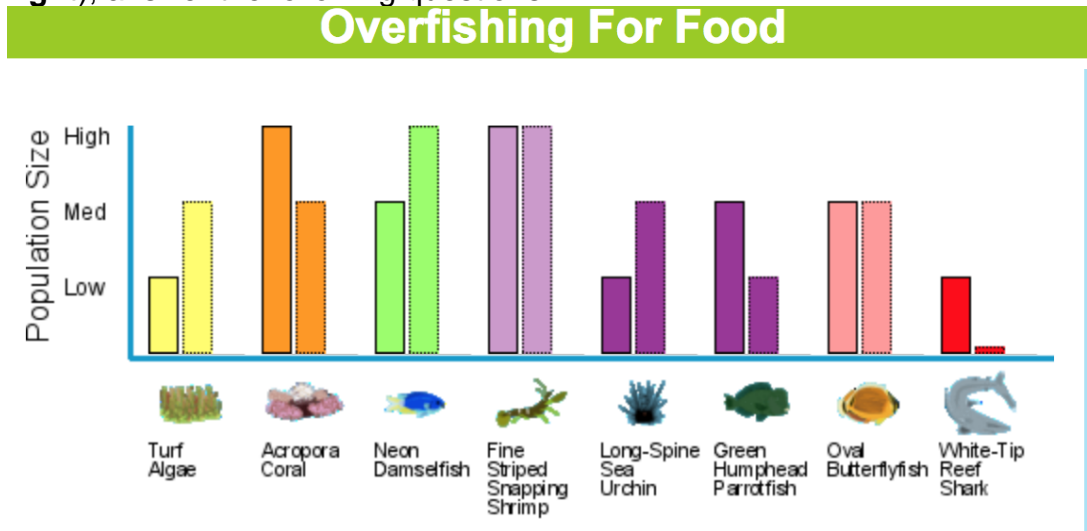 Overfishing For Food
Population Size
High
Med
Low
Turf
Algae
Acropora
Coral
Neon
Damselfish
Fine
Striped
Snapping
Shrimp
Long-Spine
Sea
Urchin
Green
Humphead
Parrotfish
Oval
Butterflyfish
White-Tip
Reef
Shark